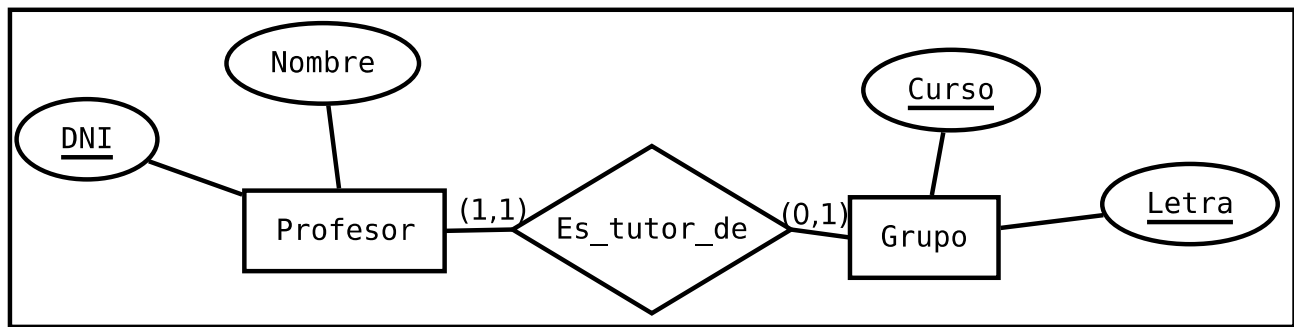 Nombre
DNI
Curso
Letra
Profesor
(1,1)
Es_tutor_de
(0,1)
Grupo